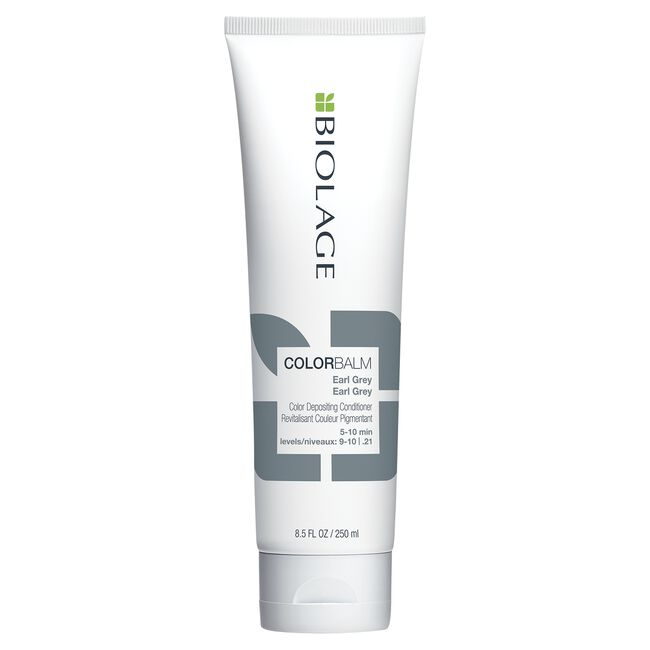 BIOLAGE
COLORBALM
Earl Grey
Earl Grey
Color Depositing Conditioner
Revitalisant Couleur Pigmentant
5-10 min
levels/niveaux: 9-10 | .21
8.5 FL OZ / 250 ml